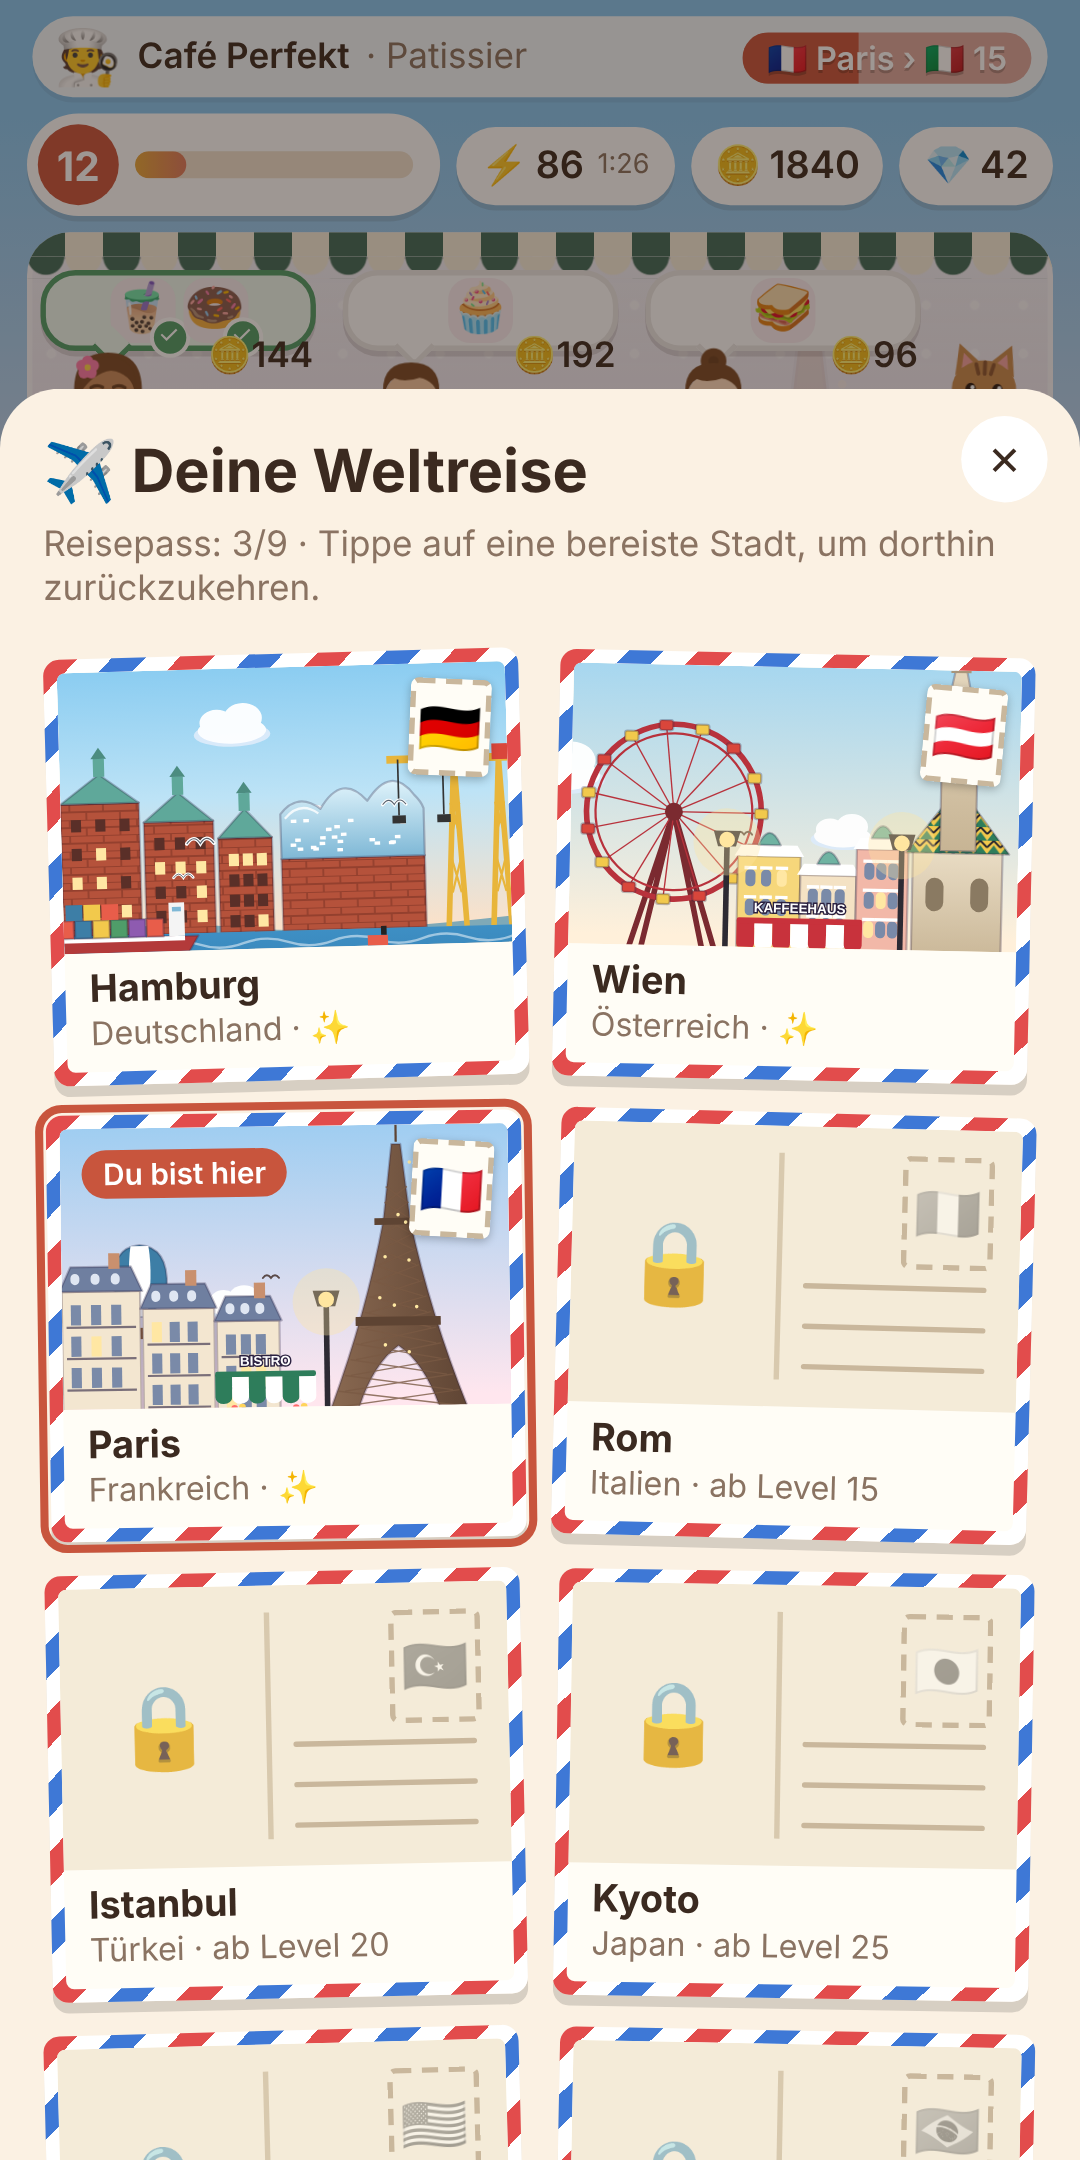 Café Perfekt · Patissier
Paris › 15
12
86 1:26
1840
42
144
192
96
Deine Weltreise
×
Reisepass: 3/9 · Tippe auf eine bereiste Stadt, um dorthin
zurückzukehren.
Hamburg
Deutschland ·
KAFFEEHAUS
Wien
Österreich ·
Du bist hier
BISTRO
Paris
Frankreich ·
Rom
Italien · ab Level 15
Istanbul
Türkei · ab Level 20
Kyoto
Japan · ab Level 25